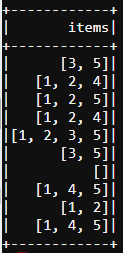 +-------------+
|        items|
+-------------+
|       [3, 5]|
|    [1, 2, 4]|
|    [1, 2, 5]|
|    [1, 2, 4]|
|[1, 2, 3, 5]|
|       [3, 5]|
|           []|
|    [1, 4, 5]|
|       [1, 2]|
|    [1, 4, 5]|
+-------------+